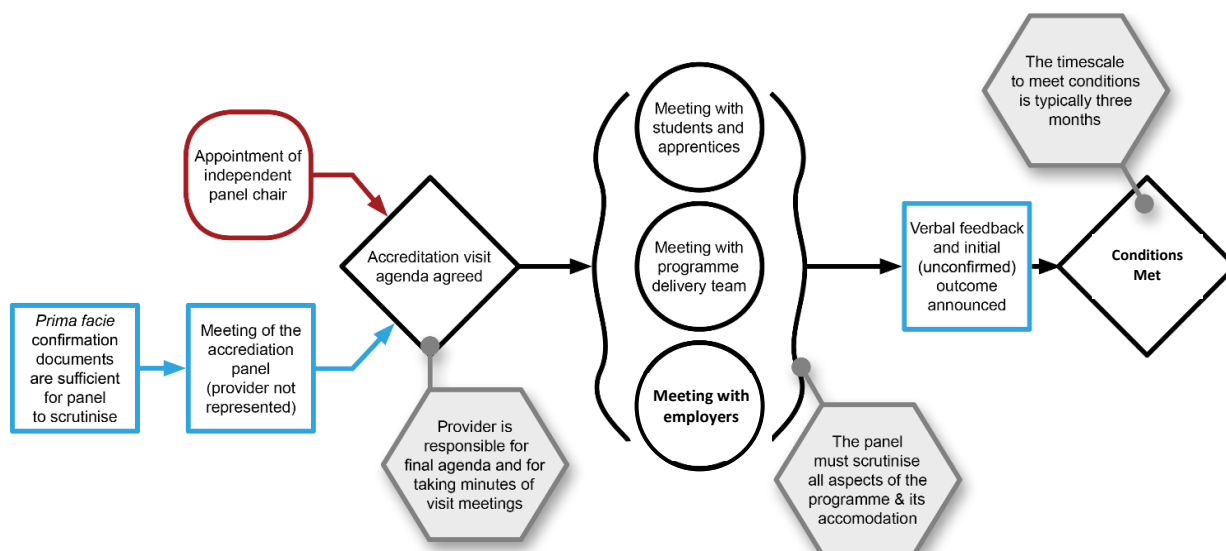 Appointment of
independent
panel chair
Prima facie
confirmation
documents
are sufficient
for panel
to scrutinise
Meeting of the
accrediation
panel
(provider not
represented)
Accreditation visit
agenda agreed
Provider is
responsible for
final agenda and for
taking minutes of
visit meetings
Meeting with
students and
apprentices
Meeting with
programme
delivery team
Meeting with
employers
The panel
must scrutinise
all aspects of the
programme & its
accomodation
Verbal feedback
and initial
(unconfirmed)
outcome
announced
The timescale
to meet conditions
is typically three
months
Conditions
Met